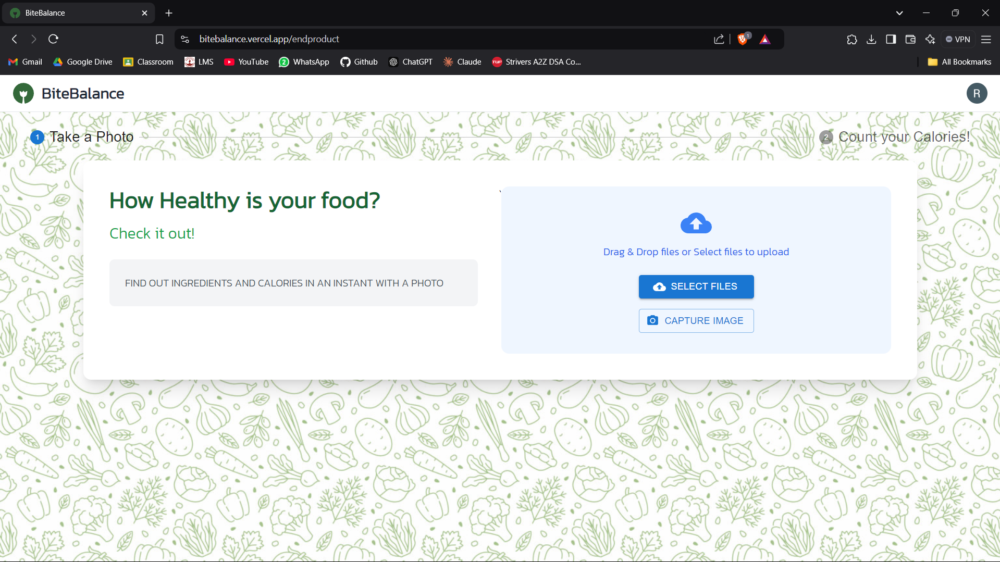 BiteBalance
bitebalance.vercel.app/endproduct
1
VPN
Gmail Google Drive Classroom LMS YouTube 2 WhatsApp Github ChatGPT Claude TUF Strivers A2Z DSA Co... All Bookmarks
BiteBalance R
1 Take a Photo 2 Count your Calories!
How Healthy is your food?
Check it out!
FIND OUT INGREDIENTS AND CALORIES IN AN INSTANT WITH A PHOTO
`
Drag & Drop files or Select files to upload
SELECT FILES
CAPTURE IMAGE